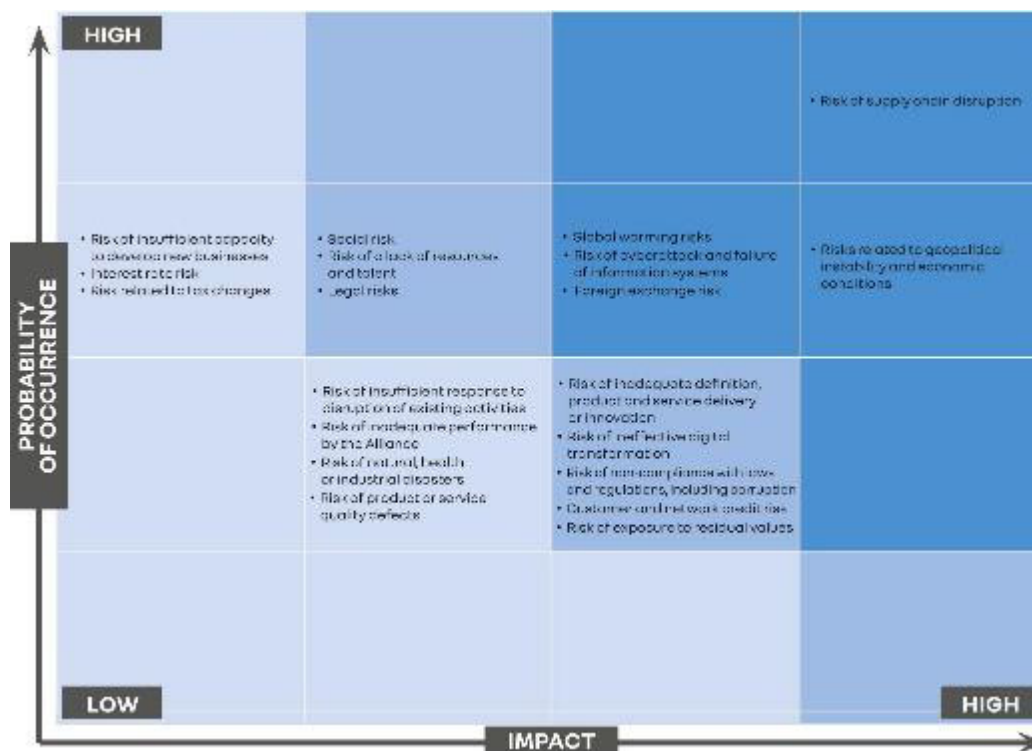 HIGH
• Risk of supply chain disruption
• Risk of insufficient capacity
to develop new businesses
• Interest rate risk
• Risk related to tax changes
• Social risk
• Risk of a lack of resources
and talent
• Legal risks
• Global warming risks
• Risk of cyberattack and failure
of information systems
• Foreign exchange risk
• Risks related to geopolitical
instability and economic
conditions
PROBABILITY
OF OCCURRENCE
• Risk of insufficient response to
disruption of existing activities
• Risk of inadequate performance
by the Alliance
• Risk of natural, health
or industrial disasters
• Risk of product or service
quality defects
• Risk of inadequate definition,
product and service delivery
or innovation
• Risk of ineffective digital
transformation
• Risk of non-compliance with laws
and regulations, including corruption
• Customer and network credit risk
• Risk of exposure to residual values
LOW
HIGH
IMPACT